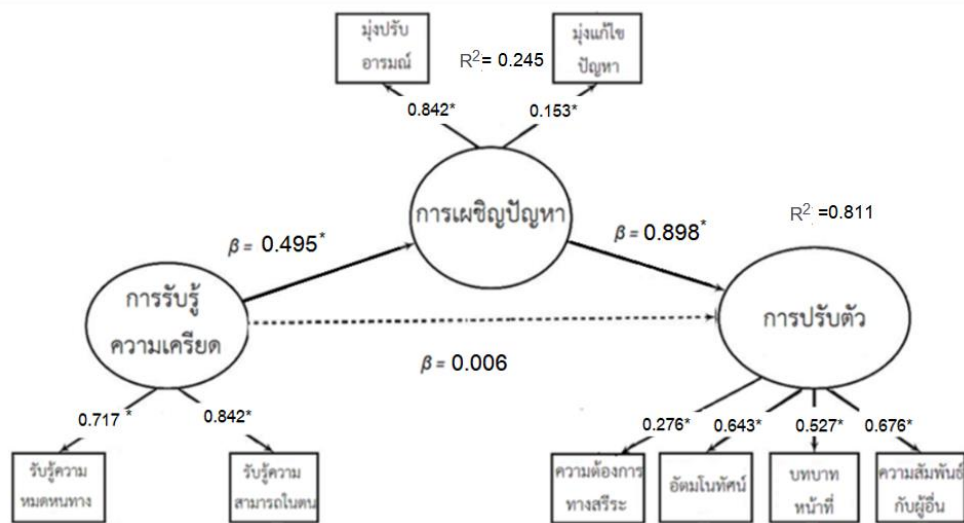 มุ่งปรับ
อารมณ์
R²= 0.245
มุ่งแก้ไข
ปัญหา
0.842*
0.153*
การเผชิญปัญหา
R² =0.811
β = 0.495*
β = 0.898*
การรับรู้
ความเครียด
การปรับตัว
β = 0.006
0.717 *
0.842*
0.276*
0.643*
0.527*
0.676*
รับรู้ความ
หมดหนทาง
รับรู้ความ
สามารถในตน
ความต้องการ
ทางสรีระ
อัตมโนทัศน์
บทบาท
หน้าที่
ความสัมพันธ์
กับผู้อื่น